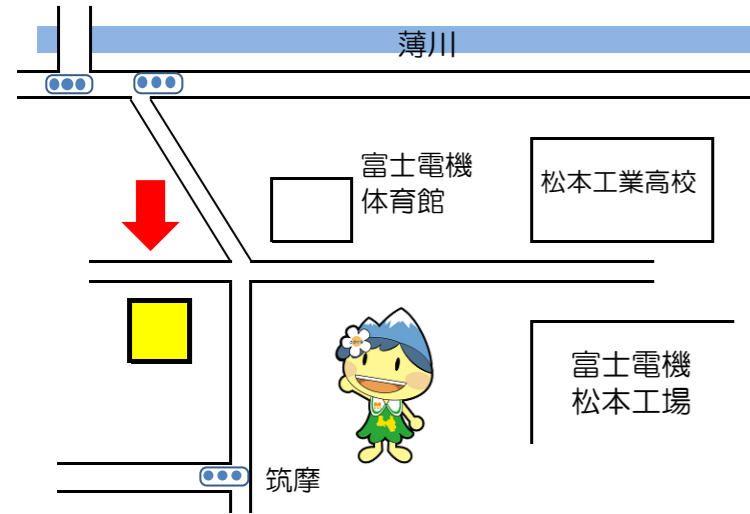 薄川
富士電機
体育館
松本工業高校
富士電機
松本工場
筑摩